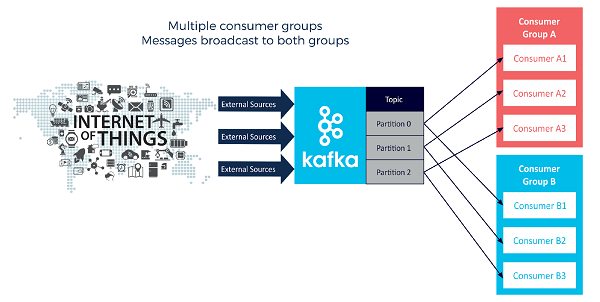 Multiple consumer groups
Messages broadcast to both groups
INTERNET
OF THINGS
External Sources
External Sources
External Sources
kafka
Topic
Partition 0
Partition 1
Partition 2
Consumer
Group A
Consumer A1
Consumer A2
Consumer A3
Consumer
Group B
Consumer B1
Consumer B2
Consumer B3